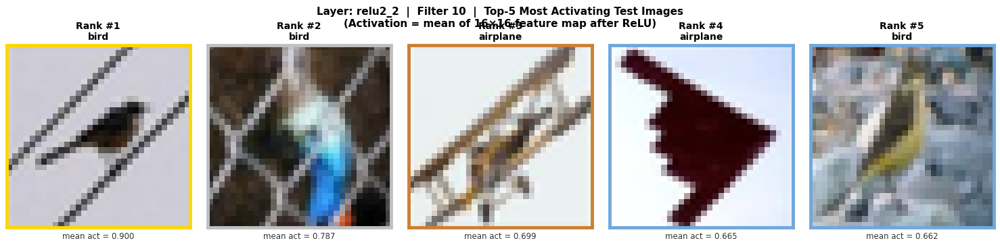 Layer: relu2_2 | Filter 10 | Top-5 Most Activating Test Images
(Activation = mean of 16×16 feature map after ReLU)
Rank #1
bird
Rank #2
bird
Rank #3
airplane
Rank #4
airplane
Rank #5
bird
mean act = 0.900
mean act = 0.787
mean act = 0.699
mean act = 0.665
mean act = 0.662